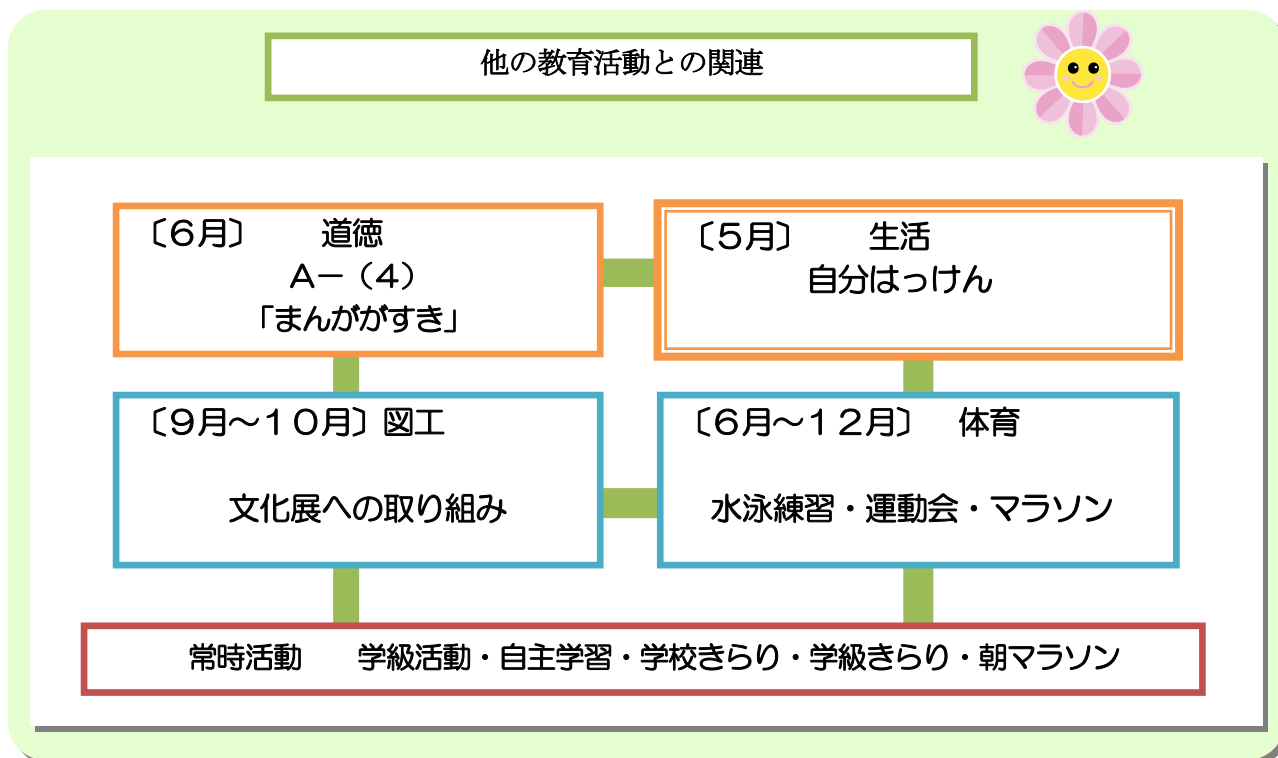 他の教育活動との関連
〔６月〕　　道徳
Ａ－（４）
「まんががすき」
〔５月〕　　生活
自分はっけん
〔９月～１０月〕図工
文化展への取り組み
〔６月～１２月〕　体育
水泳練習・運動会・マラソン
常時活動　　学級活動・自主学習・学校きらり・学級きらり・朝マラソン